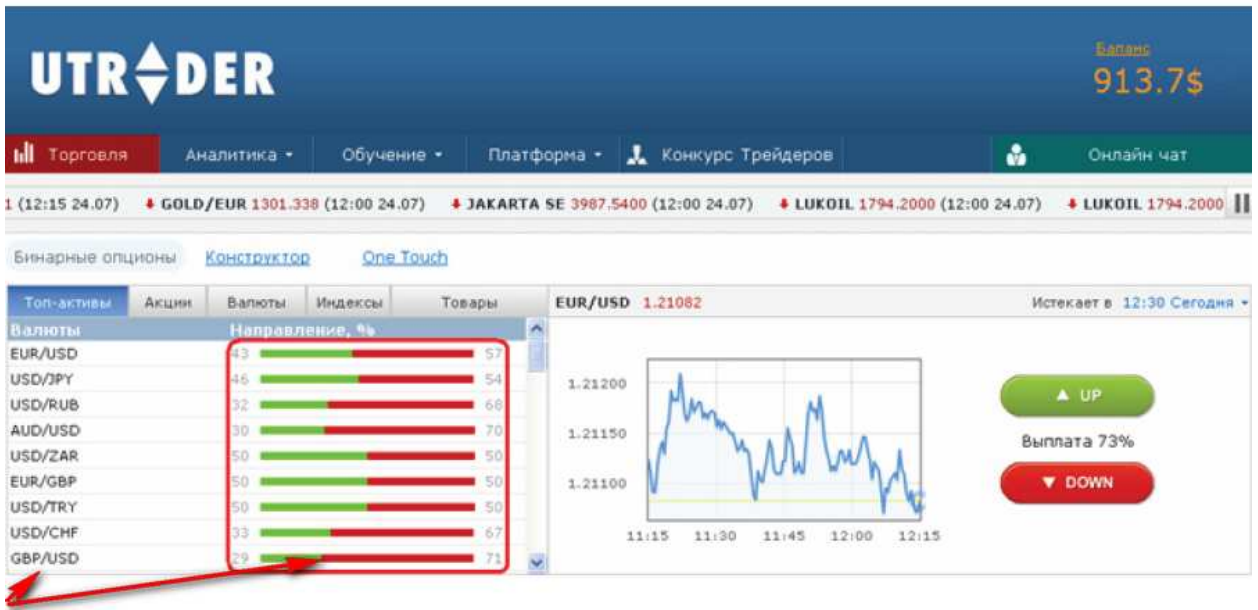 UTRADER
Баланс
913.7$
Торговля Аналитика Обучение Платформа Конкурс Трейдеров Онлайн чат
1 (12:15 24.07) GOLD/EUR 1301.338 (12:00 24.07) JAKARTA SE 3987.5400 (12:00 24.07) LUKOIL 1794.2000 (12:00 24.07) LUKOIL 1794.2000
Бинарные опционы Конструктор One Touch
Топ-активы Акции Валюты Индексы Товары EUR/USD 1.21082 Истекает в 12:30 Сегодня
Валюты Направление, %
EUR/USD 43 57
USD/JPY 46 54
USD/RUB 32 68
AUD/USD 30 70
USD/ZAR 50 50
EUR/GBP 50 50
USD/TRY 50 50
USD/CHF 33 67
GBP/USD 29 71
1.21200
1.21150
1.21100
11:15 11:30 11:45 12:00 12:15
UP
Выплата 73%
DOWN